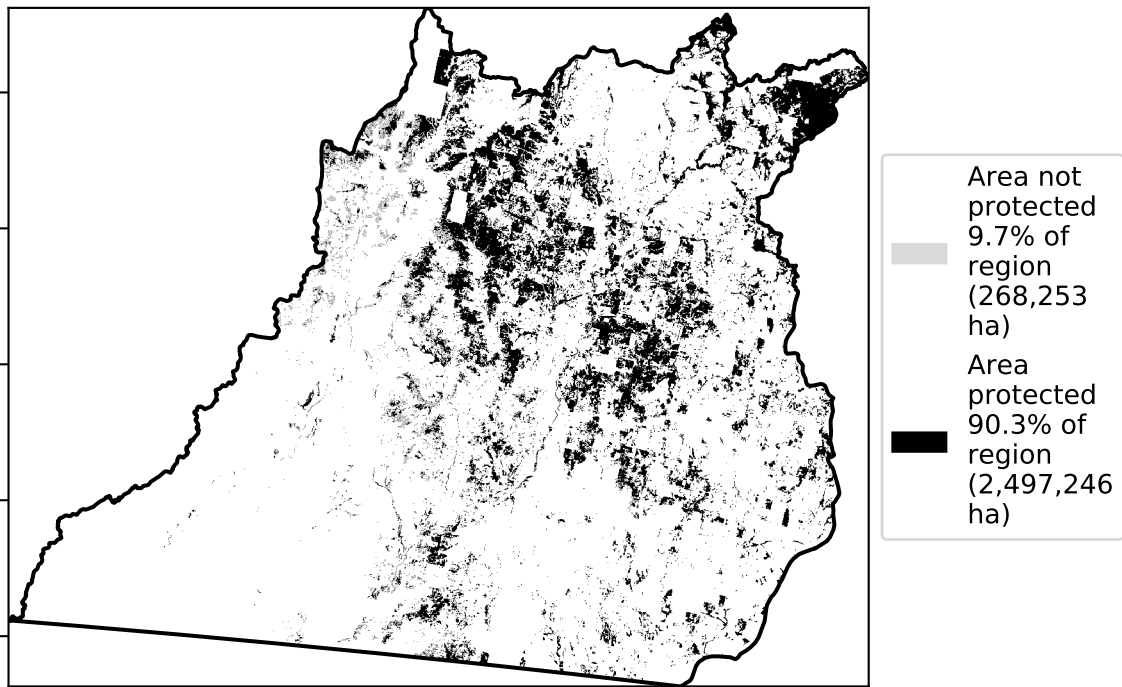 Area not
protected
9.7% of
region
(268,253
ha)
Area
protected
90.3% of
region
(2,497,246
ha)